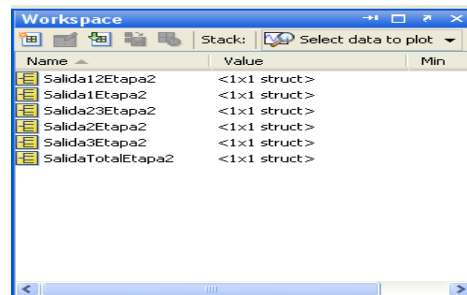 Workspace
Stack: Select data to plot
Name Value Min
Salida12Etapa2 <1x1 struct>
Salida1Etapa2 <1x1 struct>
Salida23Etapa2 <1x1 struct>
Salida2Etapa2 <1x1 struct>
Salida3Etapa2 <1x1 struct>
SalidaTotalEtapa2 <1x1 struct>